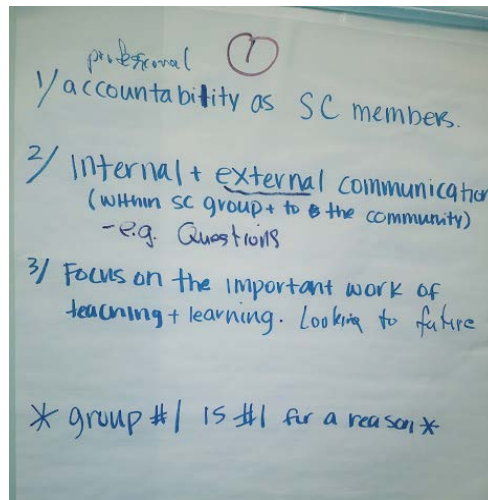 ①
professional
1/ accountability as SC members.
2/ Internal + external communication
(within SC group + to the community)
- e.g. Questions
3/ Focus on the important work of
teaching + learning. Looking to future
* group #1 is #1 for a reason *